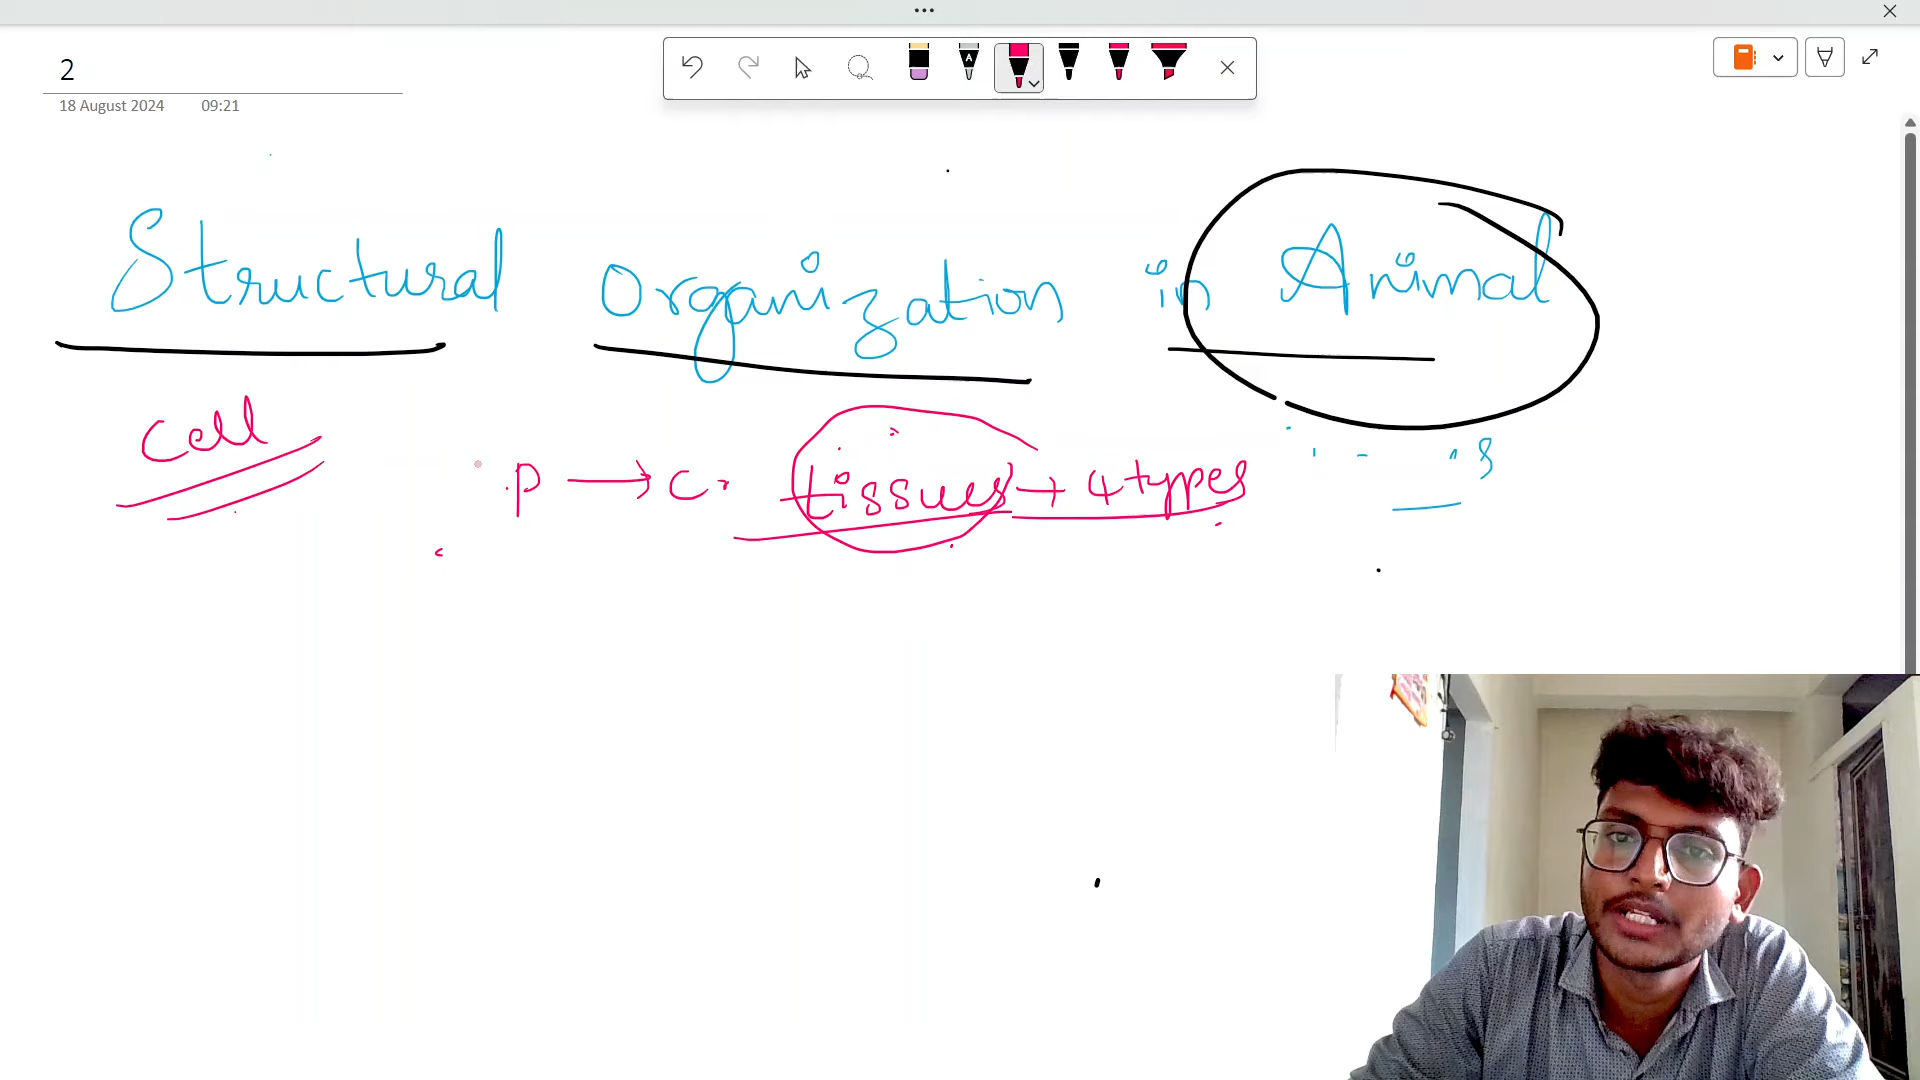 2
18 August 2024 09:21
Structural Organization in Animal
Cell
P → C. tissues → 4 types